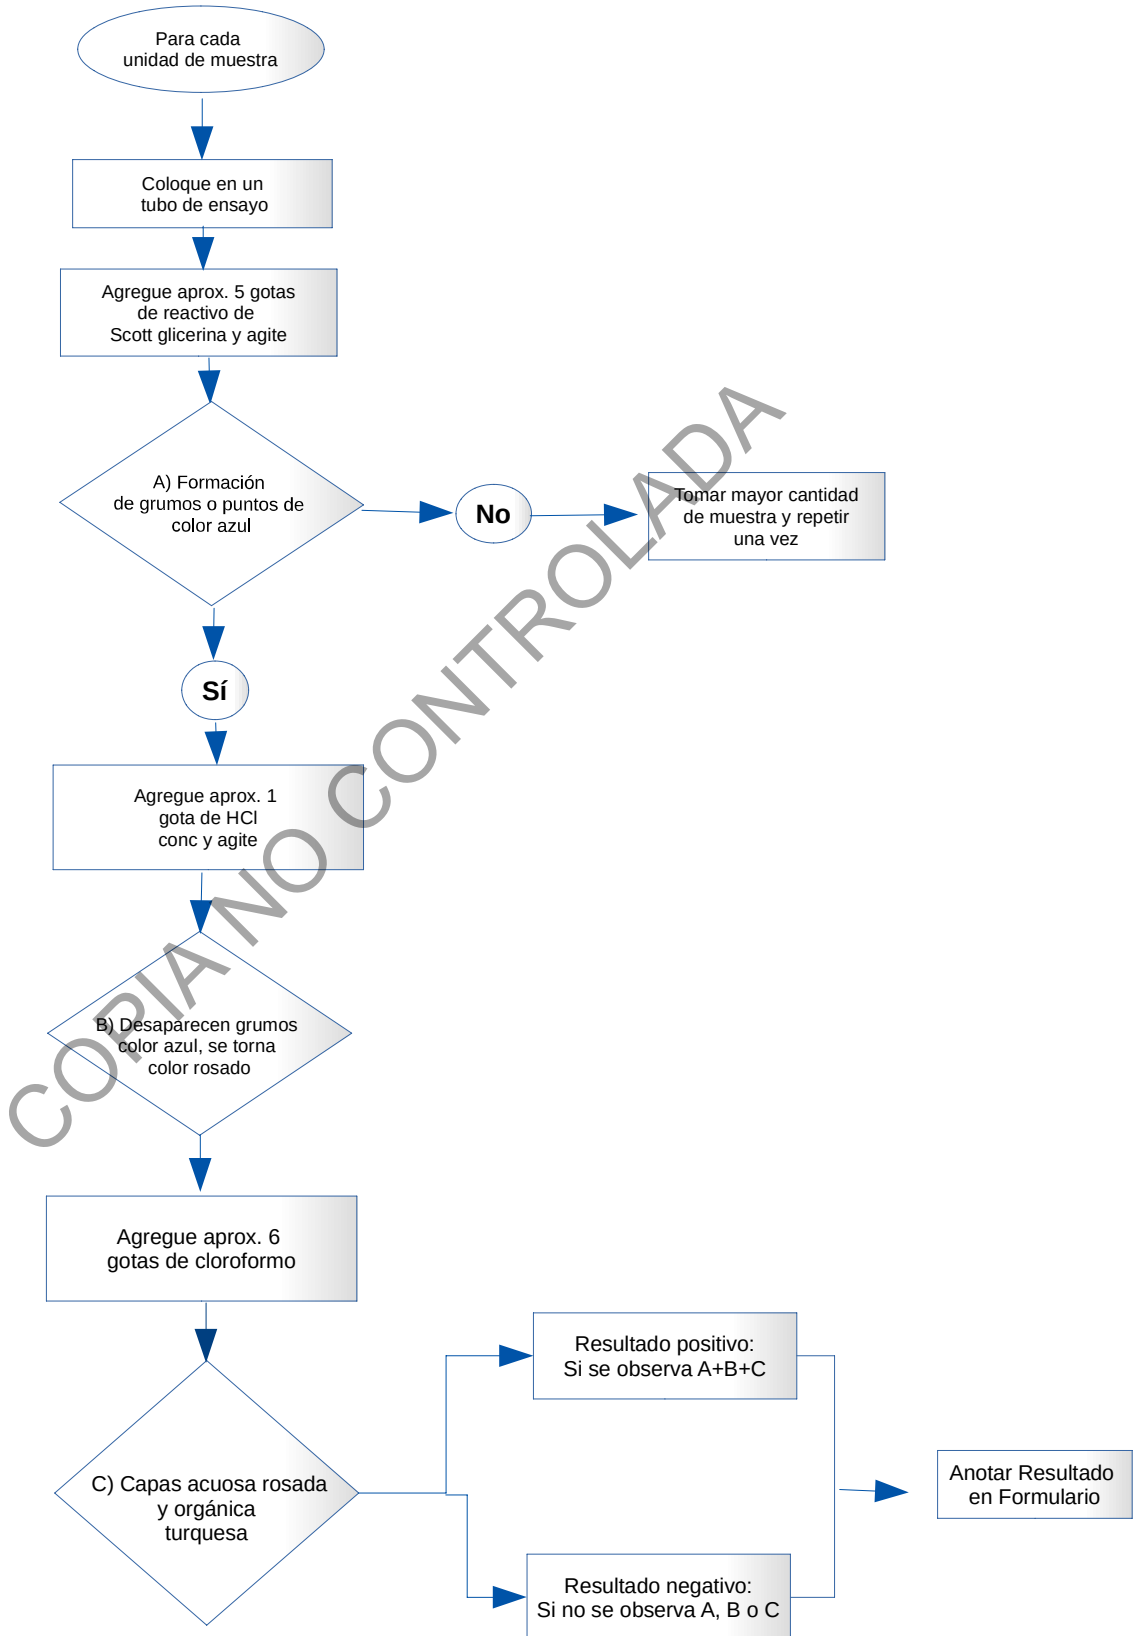 Para cada
unidad de muestra
Coloque en un
tubo de ensayo
Agregue aprox. 5 gotas
de reactivo de
Scott glicerina y agite
A) Formación
de grumos o puntos de
color azul
No
Tomar mayor cantidad
de muestra y repetir
una vez
Sí
Agregue aprox. 1
gota de HCl
conc y agite
B) Desaparecen grumos
color azul, se torna
color rosado
Agregue aprox. 6
gotas de cloroformo
C) Capas acuosa rosada
y orgánica
turquesa
Resultado positivo:
Si se observa A+B+C
Resultado negativo:
Si no se observa A, B o C
Anotar Resultado
en Formulario
COPIA NO CONTROLADA